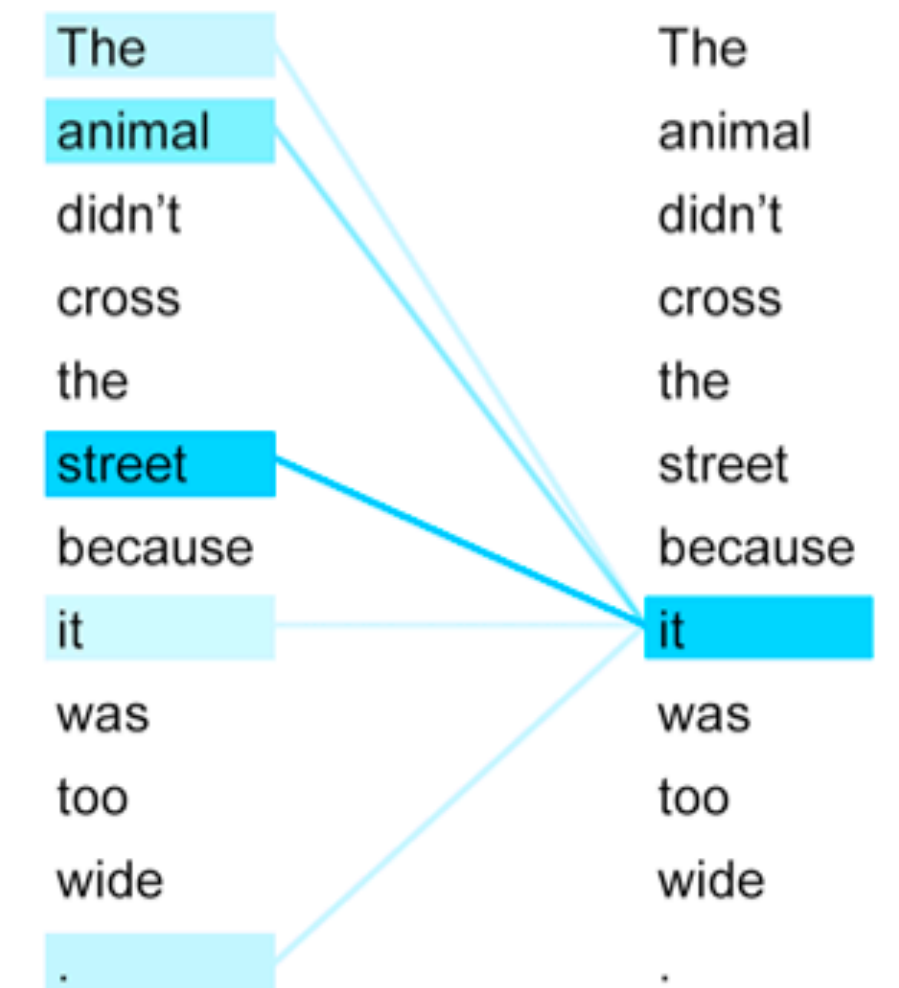 The
animal
didn’t
cross
the
street
because
it
was
too
wide
.
The
animal
didn’t
cross
the
street
because
it
was
too
wide
.